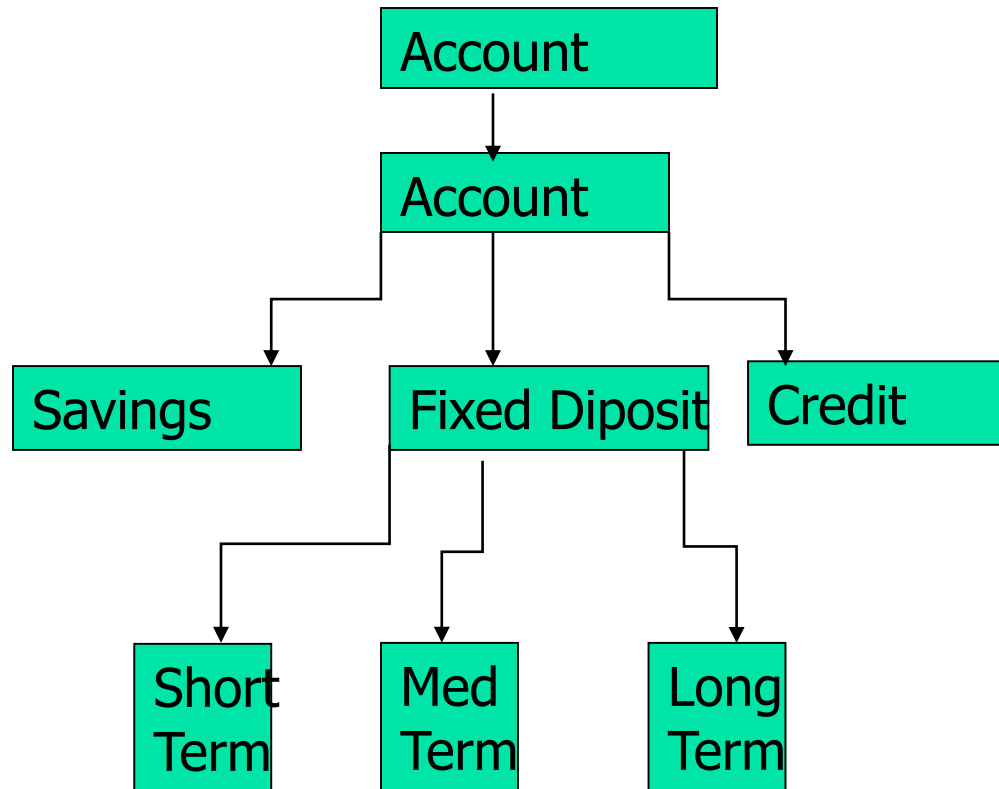 Account
Account
Savings
Fixed Diposit
Credit
Short
Term
Med
Term
Long
Term